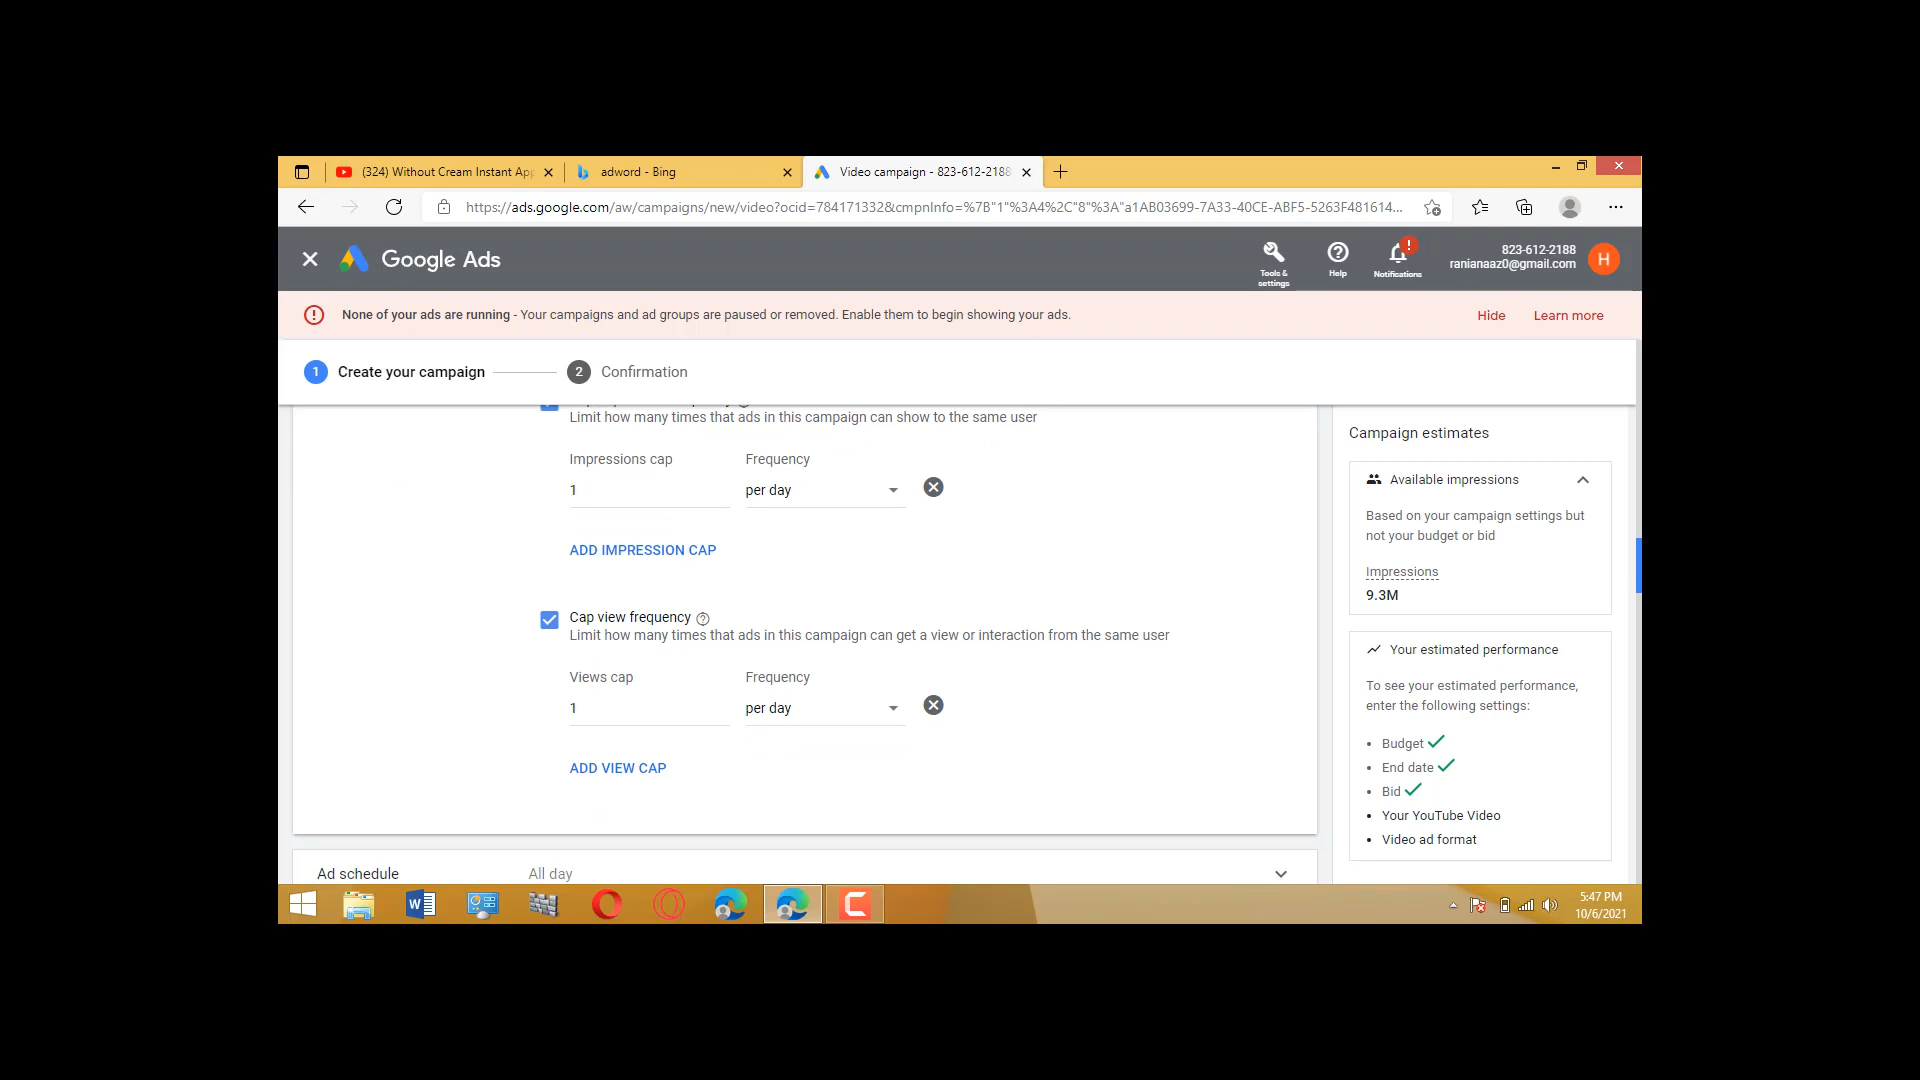 (324) Without Cream Instant App
adword - Bing
Video campaign - 823-612-2188
https://ads.google.com/aw/campaigns/new/video?ocid=784171332&cmpnInfo=%7B"1"%3A4%2C"8"%3A"a1AB03699-7A33-40CE-ABF5-5263F481614...
Google Ads
Tools &
settings
Help
Notifications
823-612-2188
ranianaaz0@gmail.com
H
None of your ads are running - Your campaigns and ad groups are paused or removed. Enable them to begin showing your ads.
Hide
Learn more
1 Create your campaign
2 Confirmation
Limit how many times that ads in this campaign can show to the same user
Impressions cap
Frequency
1
per day
ADD IMPRESSION CAP
Cap view frequency
Limit how many times that ads in this campaign can get a view or interaction from the same user
Views cap
Frequency
1
per day
ADD VIEW CAP
Ad schedule
All day
Campaign estimates
Available impressions
Based on your campaign settings but
not your budget or bid
Impressions
9.3M
Your estimated performance
To see your estimated performance,
enter the following settings:
• Budget
• End date
• Bid
• Your YouTube Video
• Video ad format
5:47 PM
10/6/2021